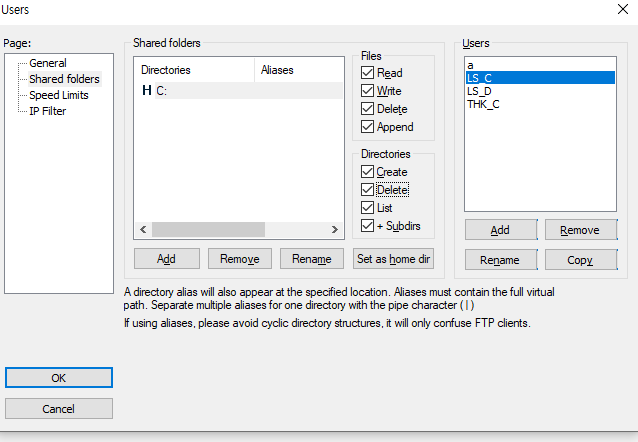 Users
Page:
General
Shared folders
Speed Limits
IP Filter
Shared folders
Directories Aliases
H C:
Files
Read
Write
Delete
Append
Directories
Create
Delete
List
+ Subdirs
Add Remove Rename Set as home dir
Users
a
LS_C
LS_D
THK_C
Add Remove
Rename Copy
A directory alias will also appear at the specified location. Aliases must contain the full virtual
path. Separate multiple aliases for one directory with the pipe character (|)
If using aliases, please avoid cyclic directory structures, it will only confuse FTP clients.
OK
Cancel